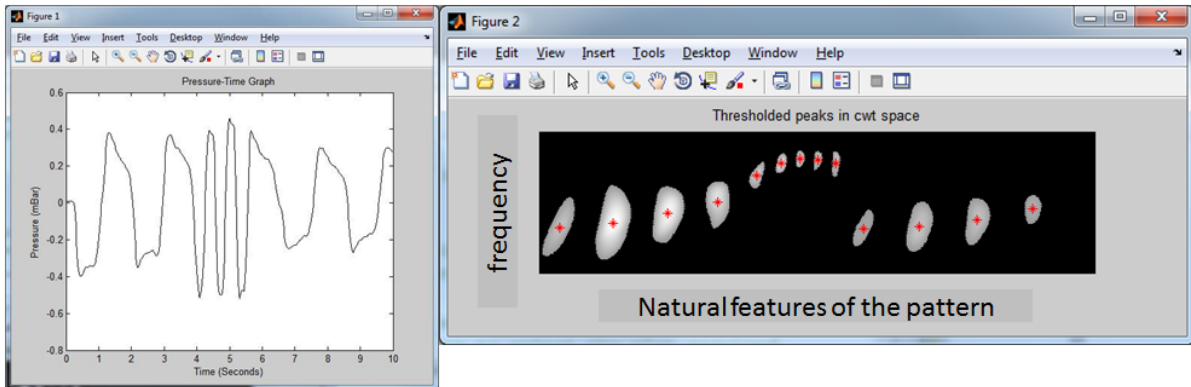 Figure 1
File Edit View Insert Tools Desktop Window Help
Pressure-Time Graph
0.6
0.4
0.2
0
-0.2
-0.4
-0.6
-0.8
Pressure (mBar)
0 1 2 3 4 5 6 7 8 9 10
Time (Seconds)
Figure 2
File Edit View Insert Tools Desktop Window Help
Thresholded peaks in cwt space
frequency
Natural features of the pattern